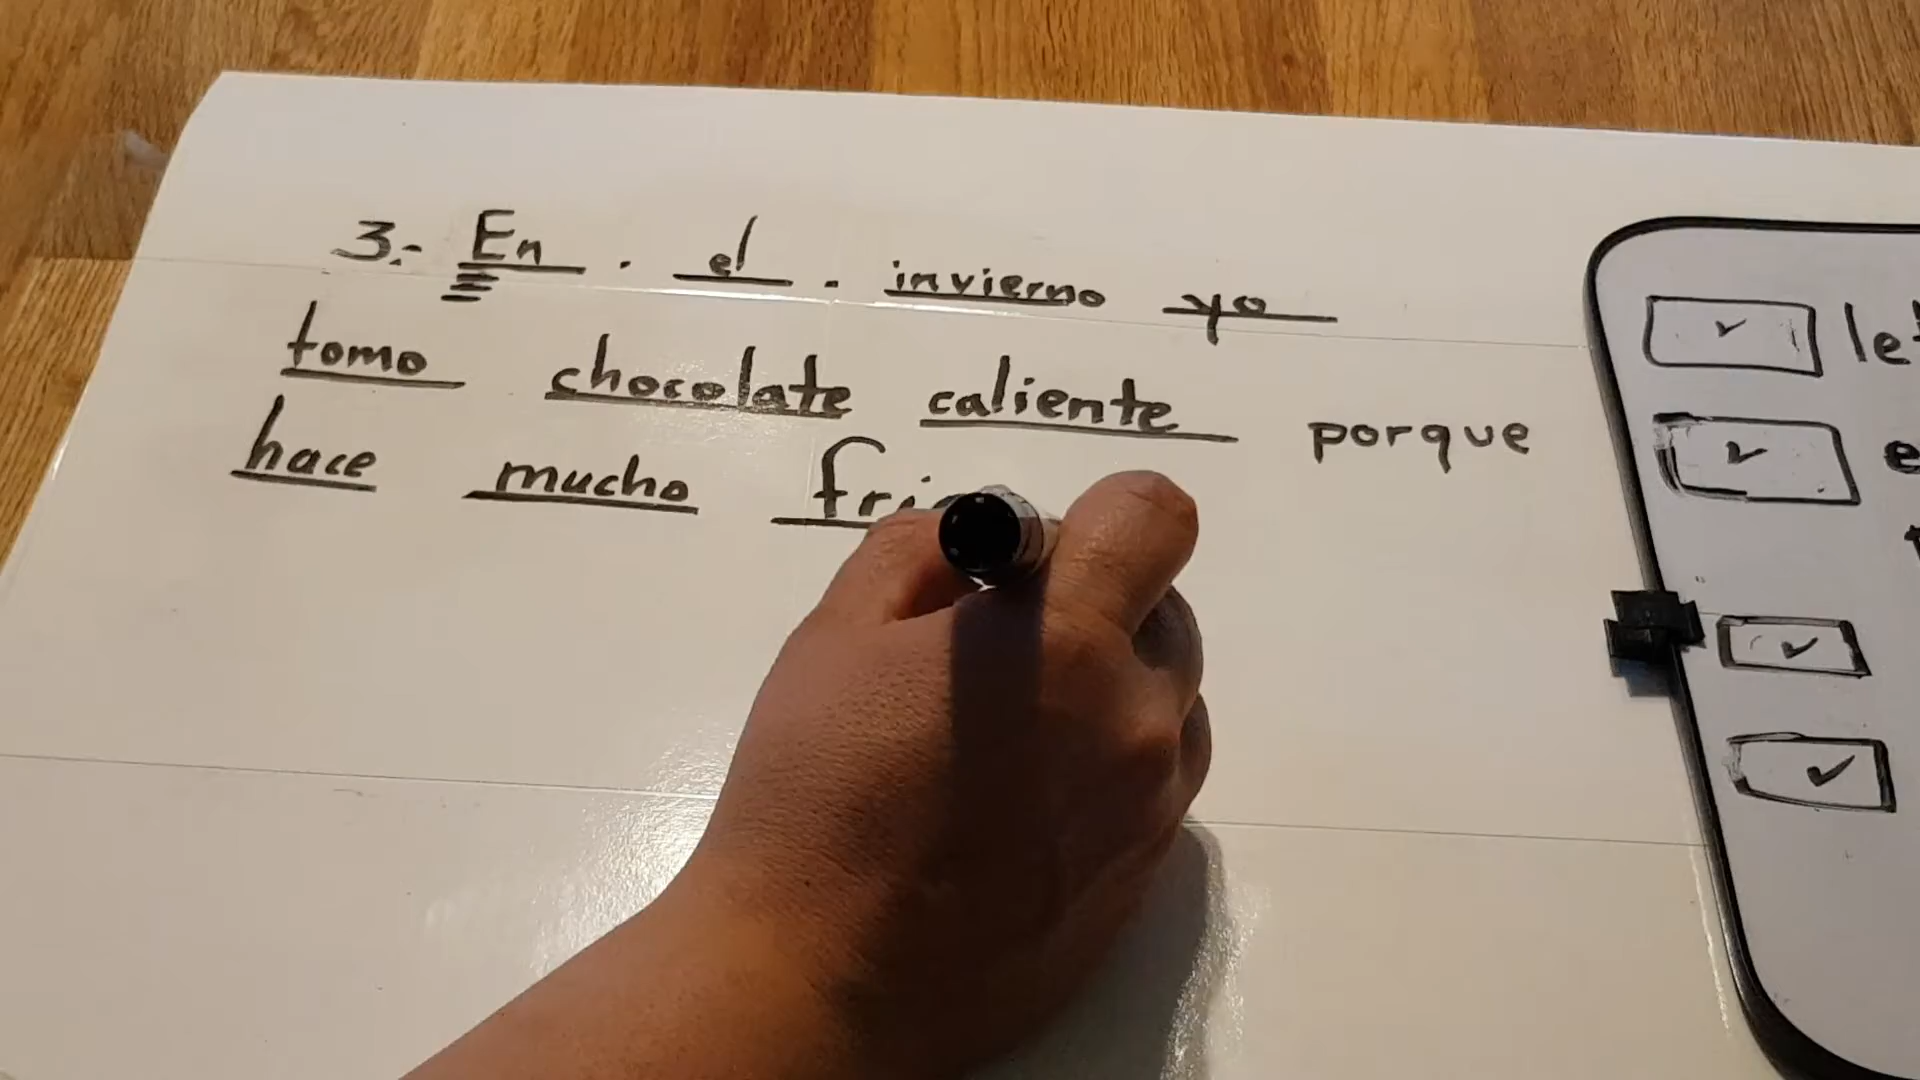 3.- En . el . invierno yo
tomo chocolate caliente porque
hace mucho